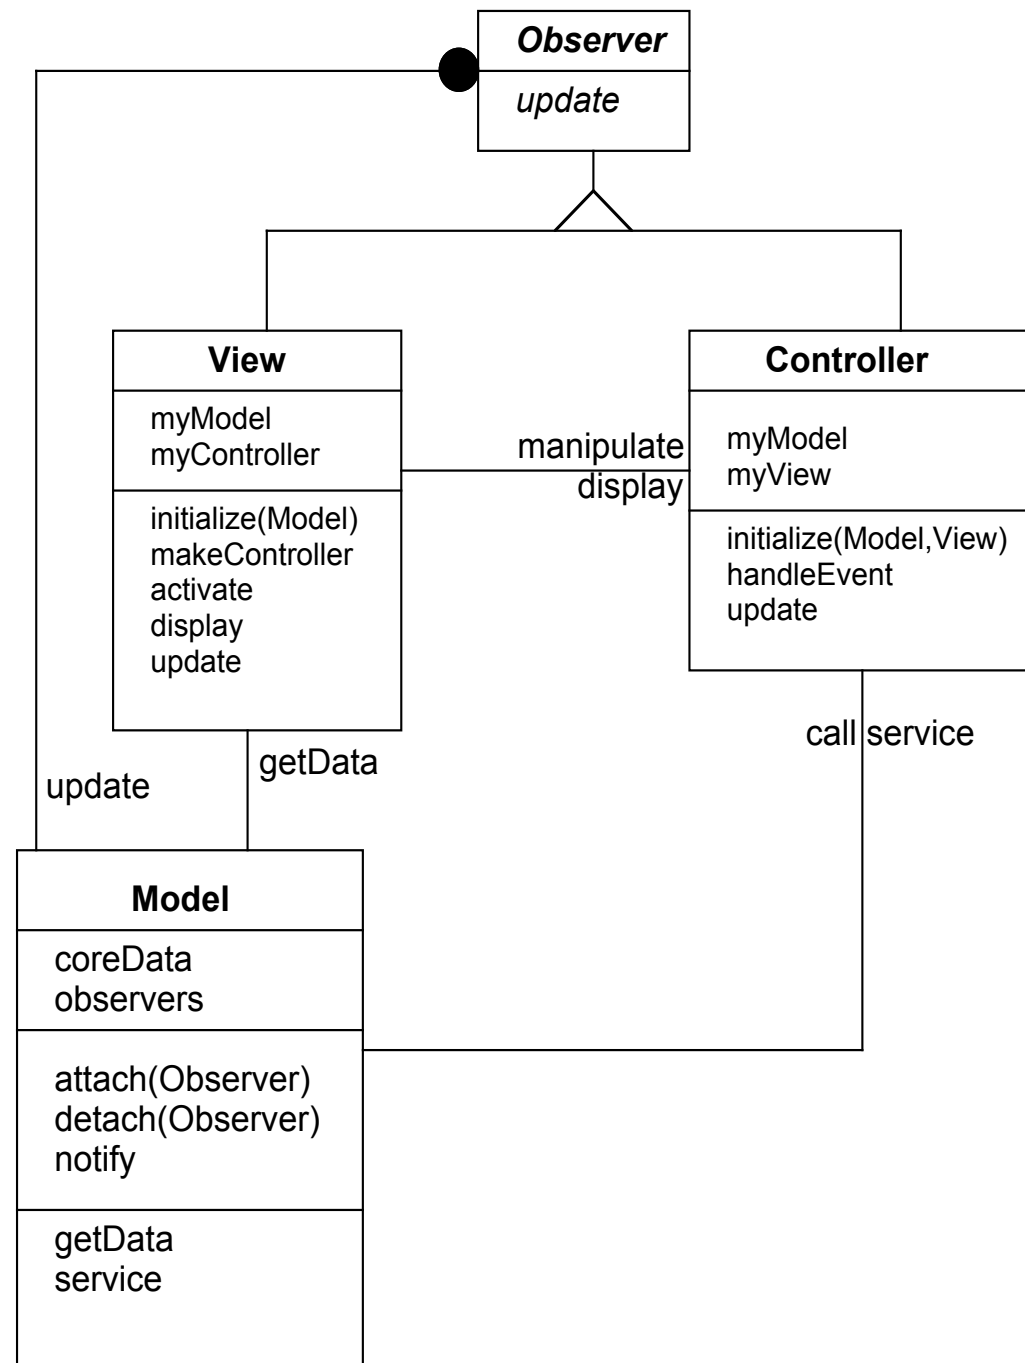 Observer
update
View
myModel
myController
initialize(Model)
makeController
activate
display
update
manipulate
display
Controller
myModel
myView
initialize(Model,View)
handleEvent
update
call service
getData
update
Model
coreData
observers
attach(Observer)
detach(Observer)
notify
getData
service